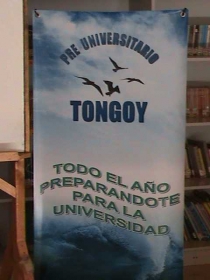 PRE UNIVERSITARIO
TONGOY
TODO EL AÑO
PREPARANDOTE
PARA LA
UNIVERSIDAD